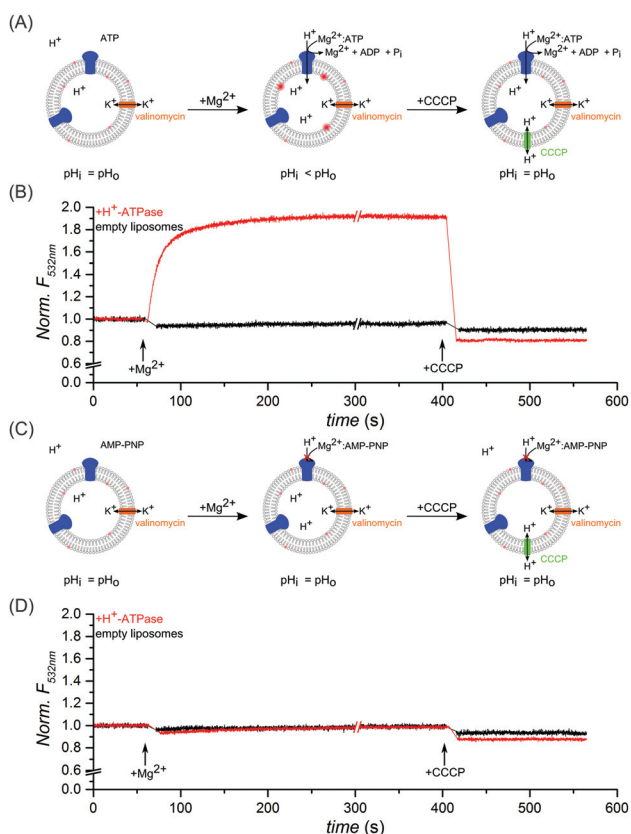 (A)
H+ ATP H+ Mg2+:ATP H+ Mg2+:ATP
Mg2+ + ADP + Pi Mg2+ + ADP + Pi
H+ +Mg2+ H+ +CCCP H+
K+ K+ K+ K+ K+ K+
valinomycin valinomycin H+ valinomycin
CCCP
H+
pHi = pHo pHi < pHo pHi = pHo
(B)
+H+-ATPase
empty liposomes
Norm. F532nm
2.0
1.8
1.6
1.4
1.2
1.0
0.8
0.6
0.0
+Mg2+ +CCCP
0 100 200 300 400 500 600
time (s)
(C)
H+ AMP-PNP H+ Mg2+:AMP-PNP H+ H+ Mg2+:AMP-PNP
H+ +Mg2+ H+ +CCCP
K+ K+ H+ K+ K+ K+ K+
valinomycin valinomycin H+ valinomycin
CCCP
H+
pHi = pHo pHi = pHo pHi = pHo
(D)
+H+-ATPase
empty liposomes
Norm. F532nm
2.0
1.8
1.6
1.4
1.2
1.0
0.8
0.6
0.0
+Mg2+ +CCCP
0 100 200 300 400 500 600
time (s)